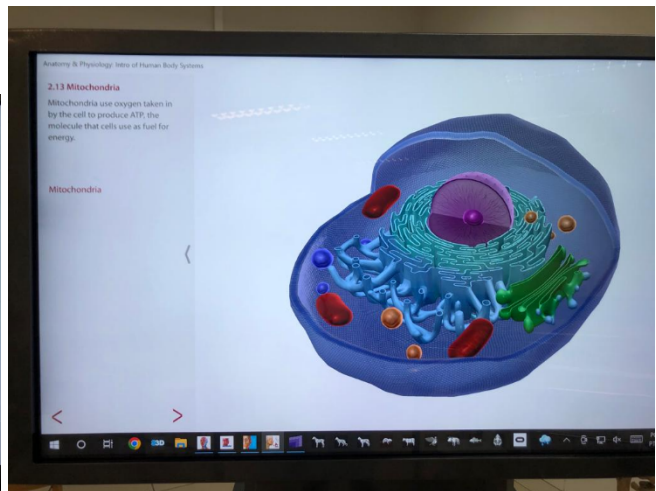 Anatomy & Physiology: Intro of Human Body Systems
2.13 Mitochondria
Mitochondria use oxygen taken in
by the cell to produce ATP, the
molecule that cells use as fuel for
energy.
Mitochondria